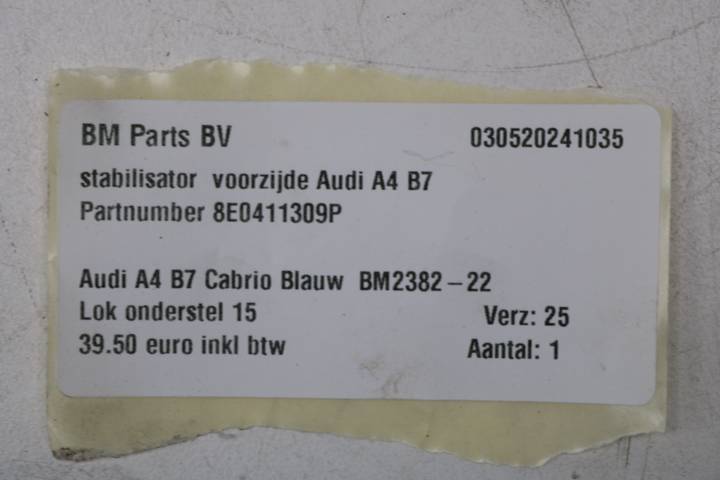 BM Parts BV 030520241035
stabilisator voorzijde Audi A4 B7
Partnumber 8E0411309P
Audi A4 B7 Cabrio Blauw BM2382-22
Lok onderstel 15 Verz: 25
39.50 euro inkl btw Aantal: 1